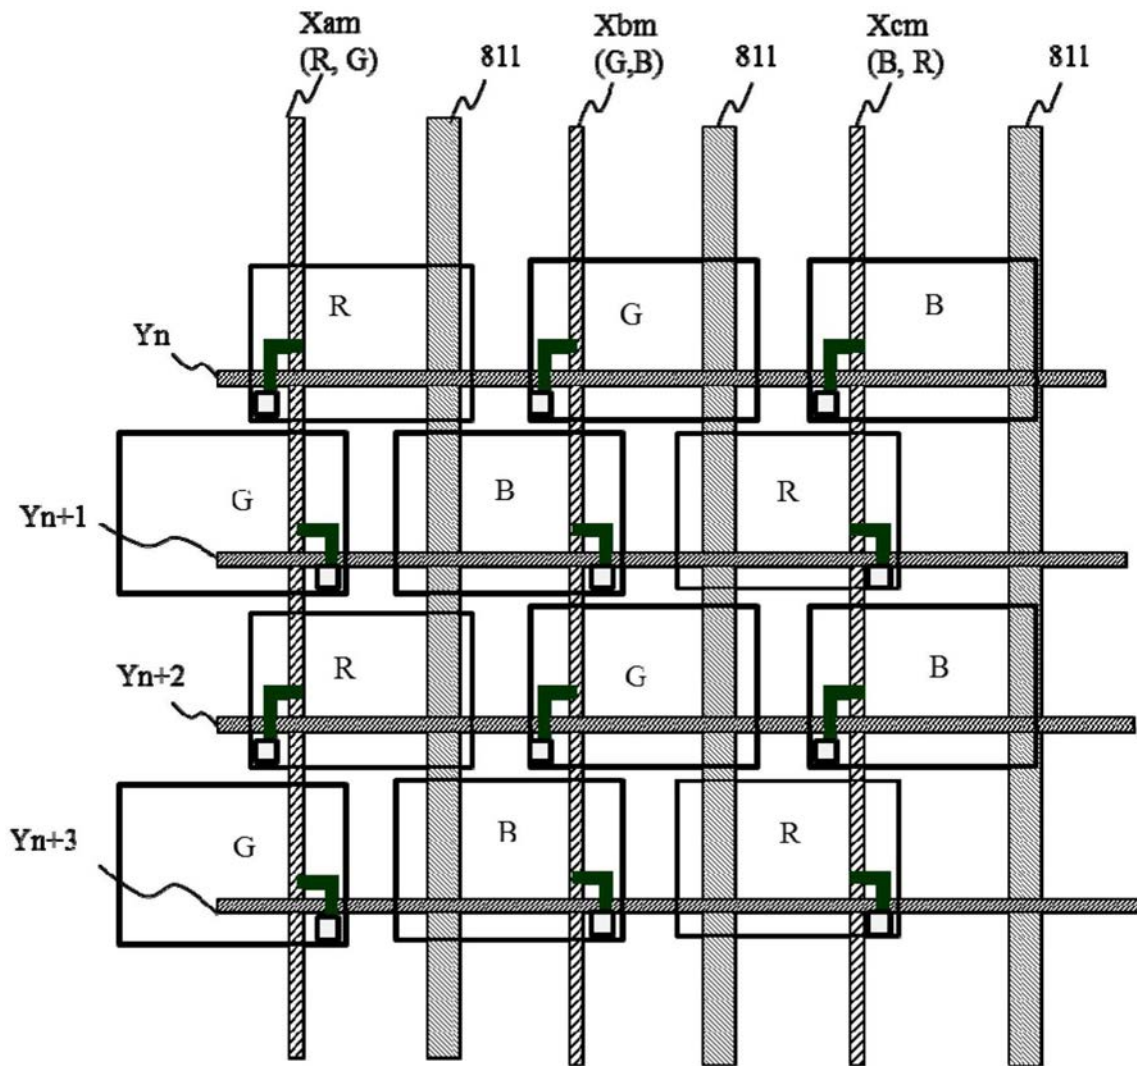 Xam
(R, G)
811
Xbm
(G,B)
811
Xcm
(B, R)
811
R
G
B
Yn
G
B
R
Yn+1
R
G
B
Yn+2
G
B
R
Yn+3